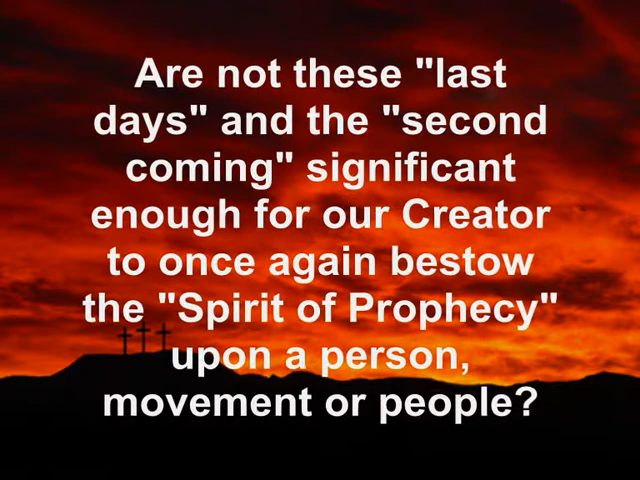 Are not these "last
days" and the "second
coming" significant
enough for our Creator
to once again bestow
the "Spirit of Prophecy"
upon a person,
movement or people?